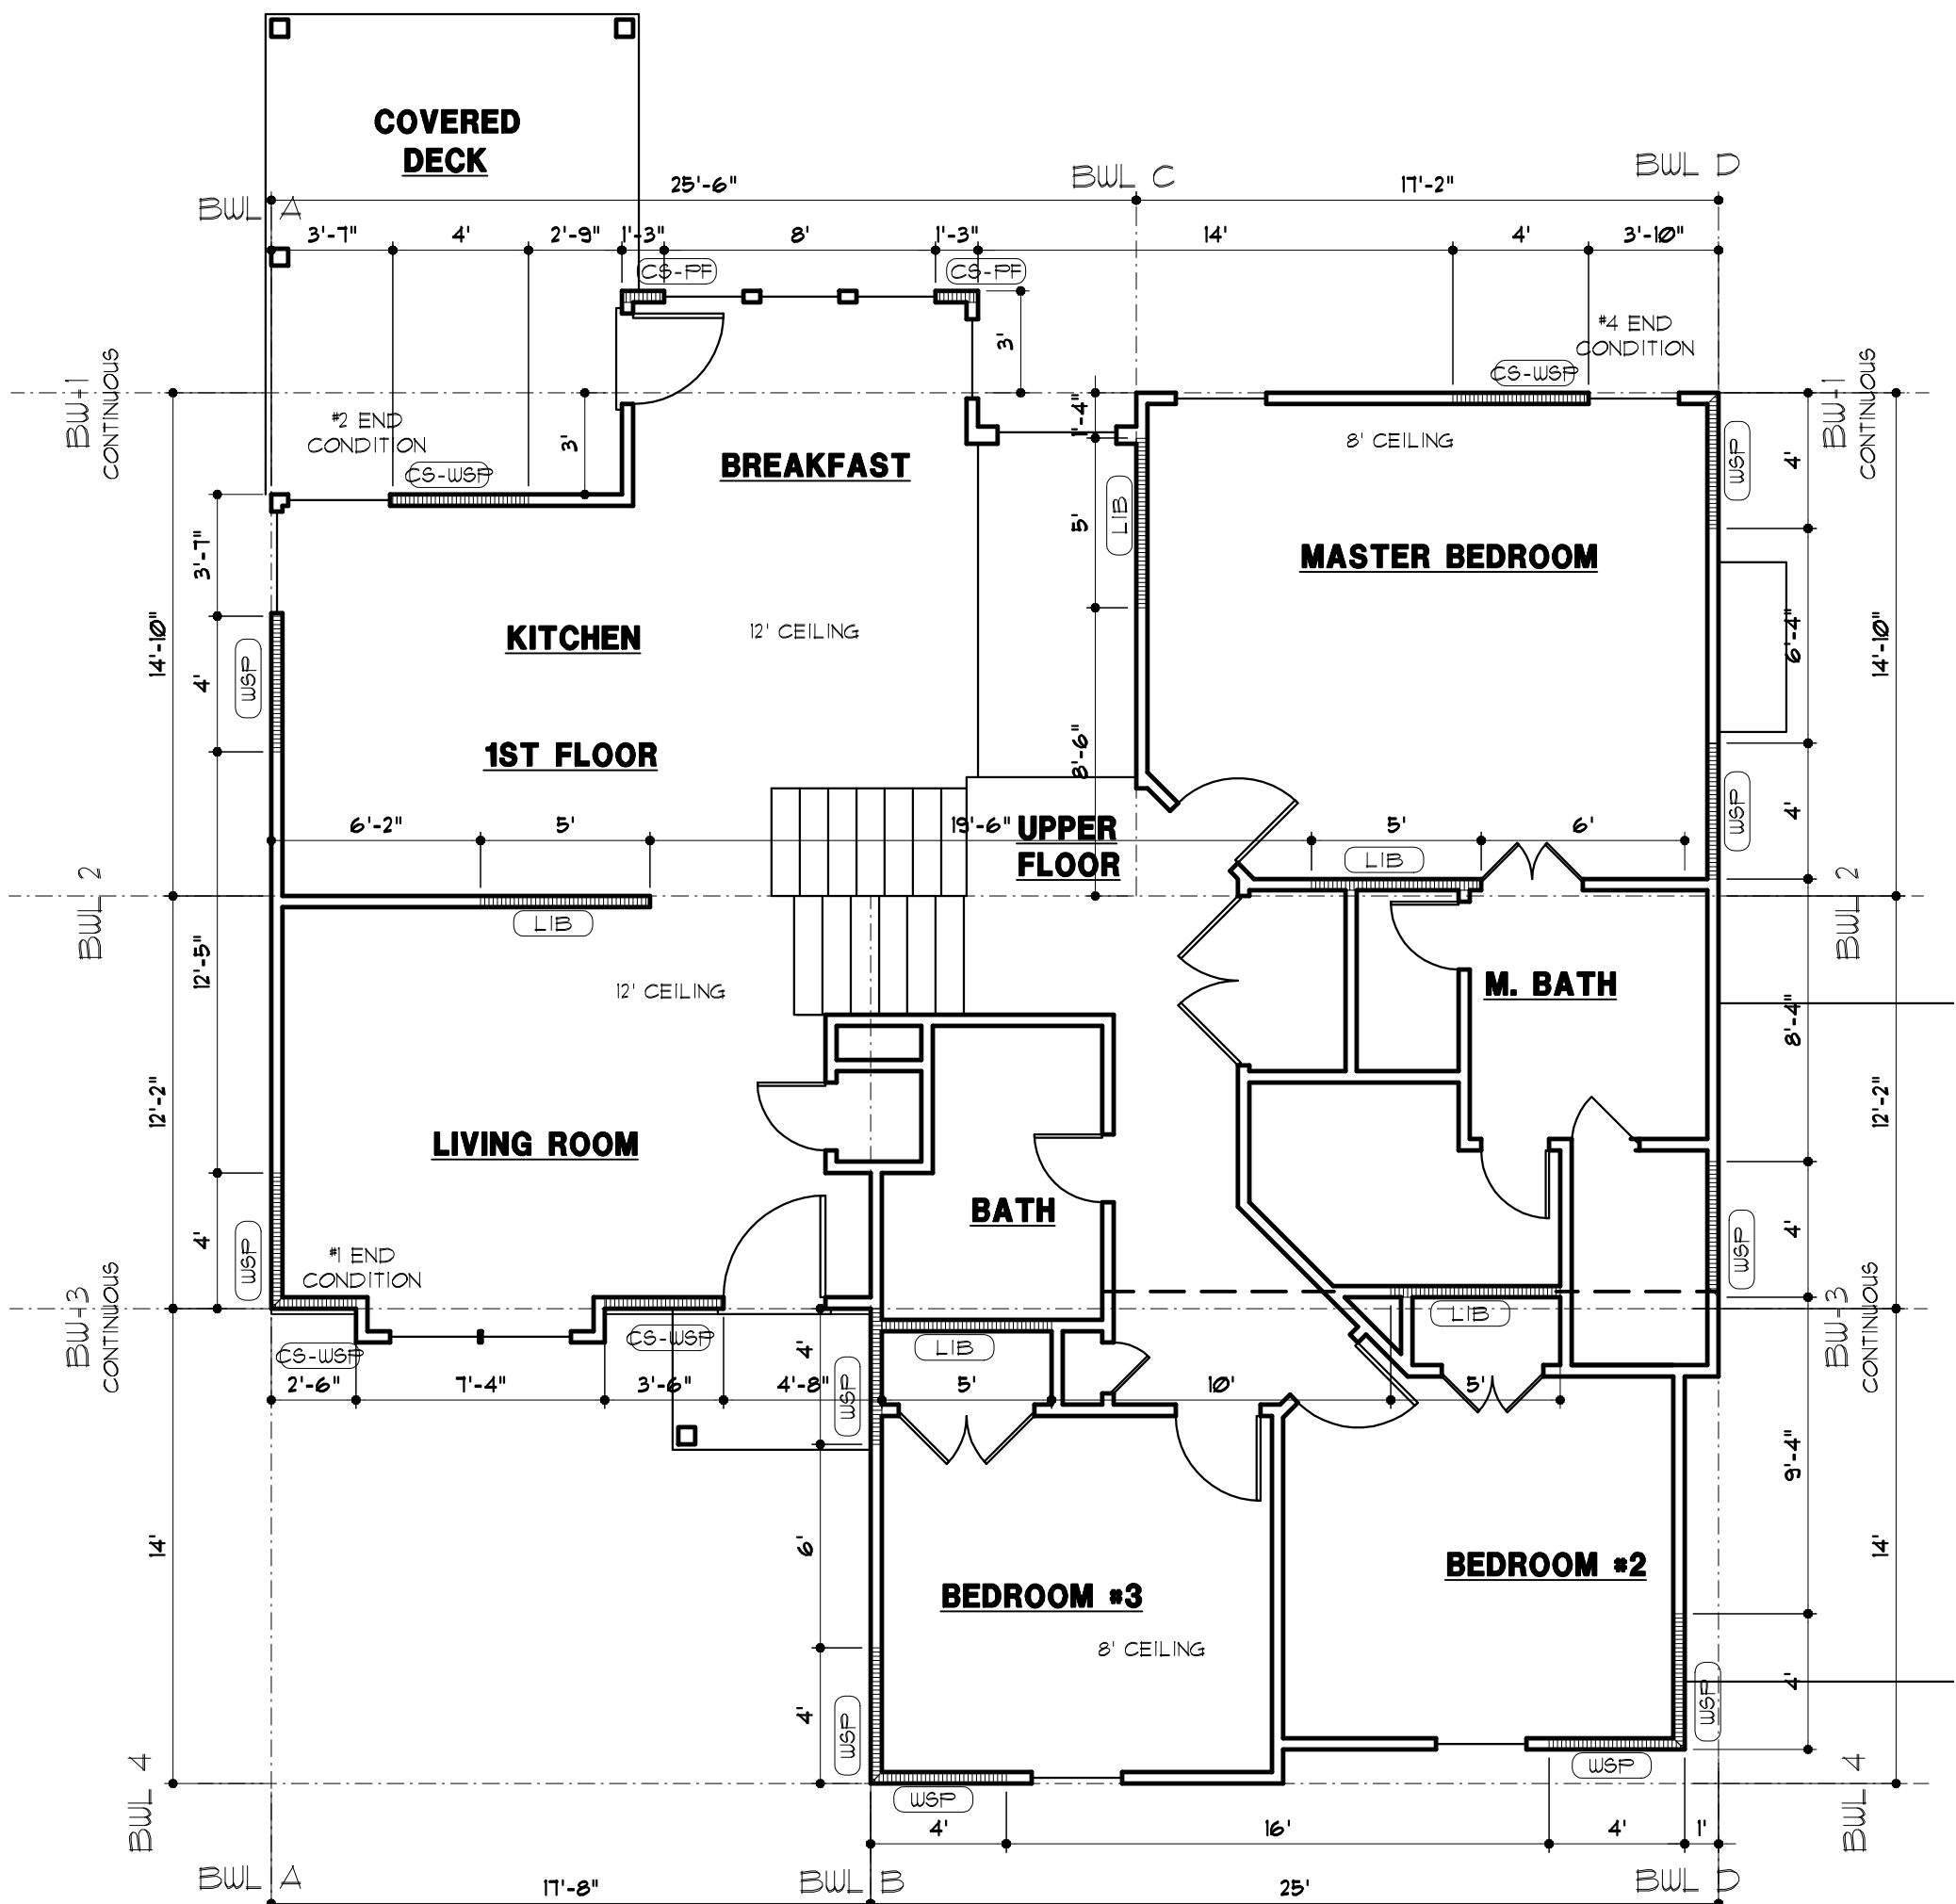 COVERED
DECK
BWL A
25'-6"
BWL C
17'-2"
BWL D
3'-7"
4'
2'-9"
1'-3"
8'
1'-3"
14'
4'
3'-10"
CS-PF
CS-PF
3'
#4 END
CONDITION
CS-WSP
BW-1
CONTINUOUS
#2 END
CONDITION
CS-WSP
3'
BREAKFAST
1'-4"
8' CEILING
WSP
4'
BW-1
CONTINUOUS
3'-7"
5'
LIB
MASTER BEDROOM
14'-10"
WSP
4'
KITCHEN
12' CEILING
6'-4"
14'-10"
1ST FLOOR
8'-6"
WSP
4'
6'-2"
5'
19'-6"
UPPER
FLOOR
5'
6'
LIB
BWL 2
LIB
BWL 2
12'-5"
12' CEILING
M. BATH
8'-4"
12'-2"
LIVING ROOM
12'-2"
BATH
4'
WSP
#1 END
CONDITION
WSP
4'
BW-3
CONTINUOUS
CS-WSP
CS-WSP
4'
WSP
LIB
LIB
BW-3
CONTINUOUS
2'-6"
7'-4"
3'-6"
4'-8"
5'
10'
5'
9'-4"
14'
6'
BEDROOM #3
BEDROOM #2
14'
8' CEILING
4'
WSP
WSP
4'
WSP
WSP
BWL 4
BWL 4
4'
16'
4'
1'
BWL A
17'-8"
BWL B
25'
BWL D